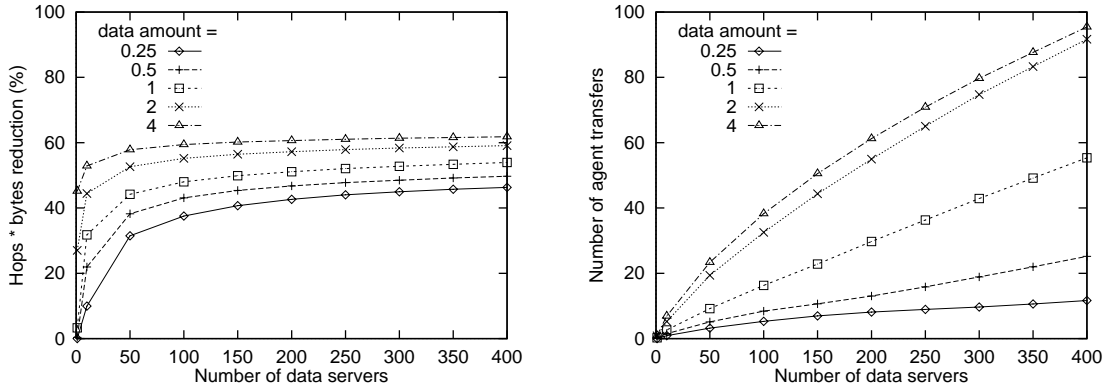 Hops * bytes reduction (%)
100
80
60
40
20
0
data amount =
0.25
0.5
1
2
4
0 50 100 150 200 250 300 350 400
Number of data servers
Number of agent transfers
100
80
60
40
20
0
data amount =
0.25
0.5
1
2
4
0 50 100 150 200 250 300 350 400
Number of data servers